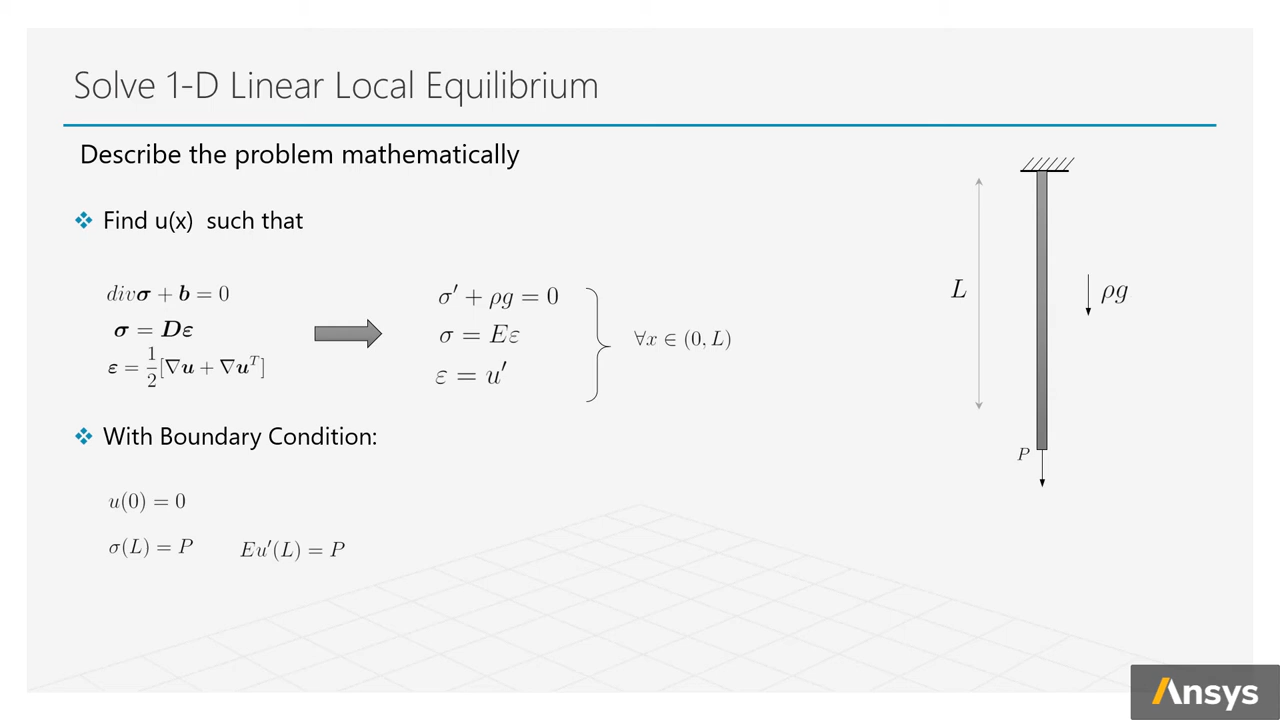 Solve 1-D Linear Local Equilibrium
Describe the problem mathematically
❖ Find u(x) such that
div𝝈 + 𝒃 = 0
𝝈 = 𝑫𝜺
𝜺 = 1/2[∇𝒖 + ∇𝒖ᵀ]
σ′ + ρg = 0
σ = Eε
ε = u′
∀x ∈ (0, L)
❖ With Boundary Condition:
u(0) = 0
σ(L) = P Eu′(L) = P
L
ρg
P
Ansys